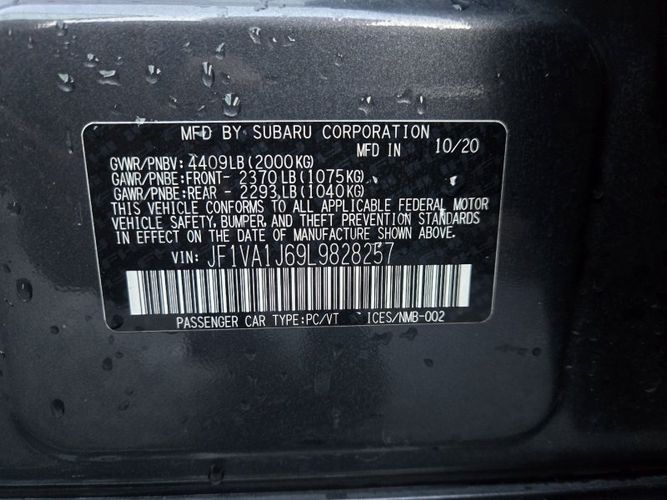 MFD BY SUBARU CORPORATION
MFD IN 10/20
GVWR/PNBV: 4409LB(2000KG)
GAWR/PNBE:FRONT- 2370LB(1075KG)
GAWR/PNBE:REAR - 2293LB(1040KG)
THIS VEHICLE CONFORMS TO ALL APPLICABLE FEDERAL MOTOR
VEHICLE SAFETY, BUMPER, AND THEFT PREVENTION STANDARDS
IN EFFECT ON THE DATE OF MANUFACTURE SHOWN ABOVE.
VIN: JF1VA1J69L9828257
PASSENGER CAR TYPE:PC/VT ICES/NMB-002